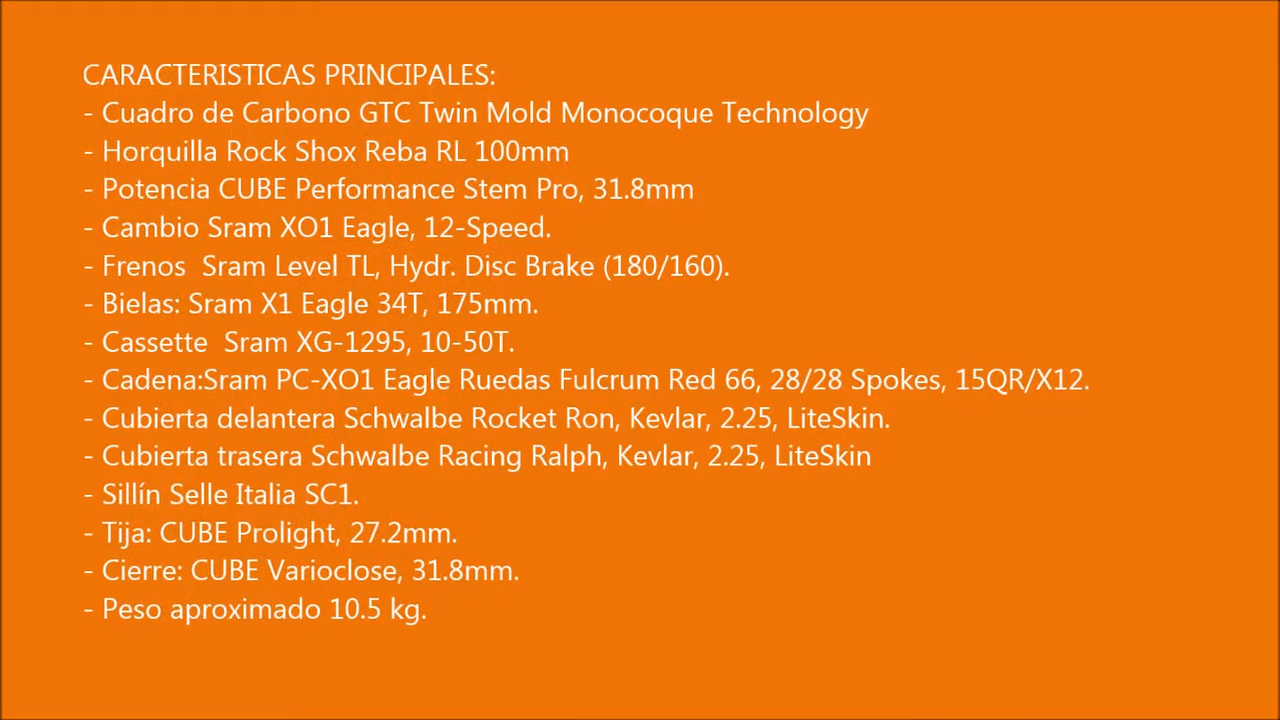 CARACTERISTICAS PRINCIPALES:
- Cuadro de Carbono GTC Twin Mold Monocoque Technology
- Horquilla Rock Shox Reba RL 100mm
- Potencia CUBE Performance Stem Pro, 31.8mm
- Cambio Sram XO1 Eagle, 12-Speed.
- Frenos  Sram Level TL, Hydr. Disc Brake (180/160).
- Bielas: Sram X1 Eagle 34T, 175mm.
- Cassette  Sram XG-1295, 10-50T.
- Cadena:Sram PC-XO1 Eagle Ruedas Fulcrum Red 66, 28/28 Spokes, 15QR/X12.
- Cubierta delantera Schwalbe Rocket Ron, Kevlar, 2.25, LiteSkin.
- Cubierta trasera Schwalbe Racing Ralph, Kevlar, 2.25, LiteSkin
- Sillín Selle Italia SC1.
- Tija: CUBE Prolight, 27.2mm.
- Cierre: CUBE Varioclose, 31.8mm.
- Peso aproximado 10.5 kg.